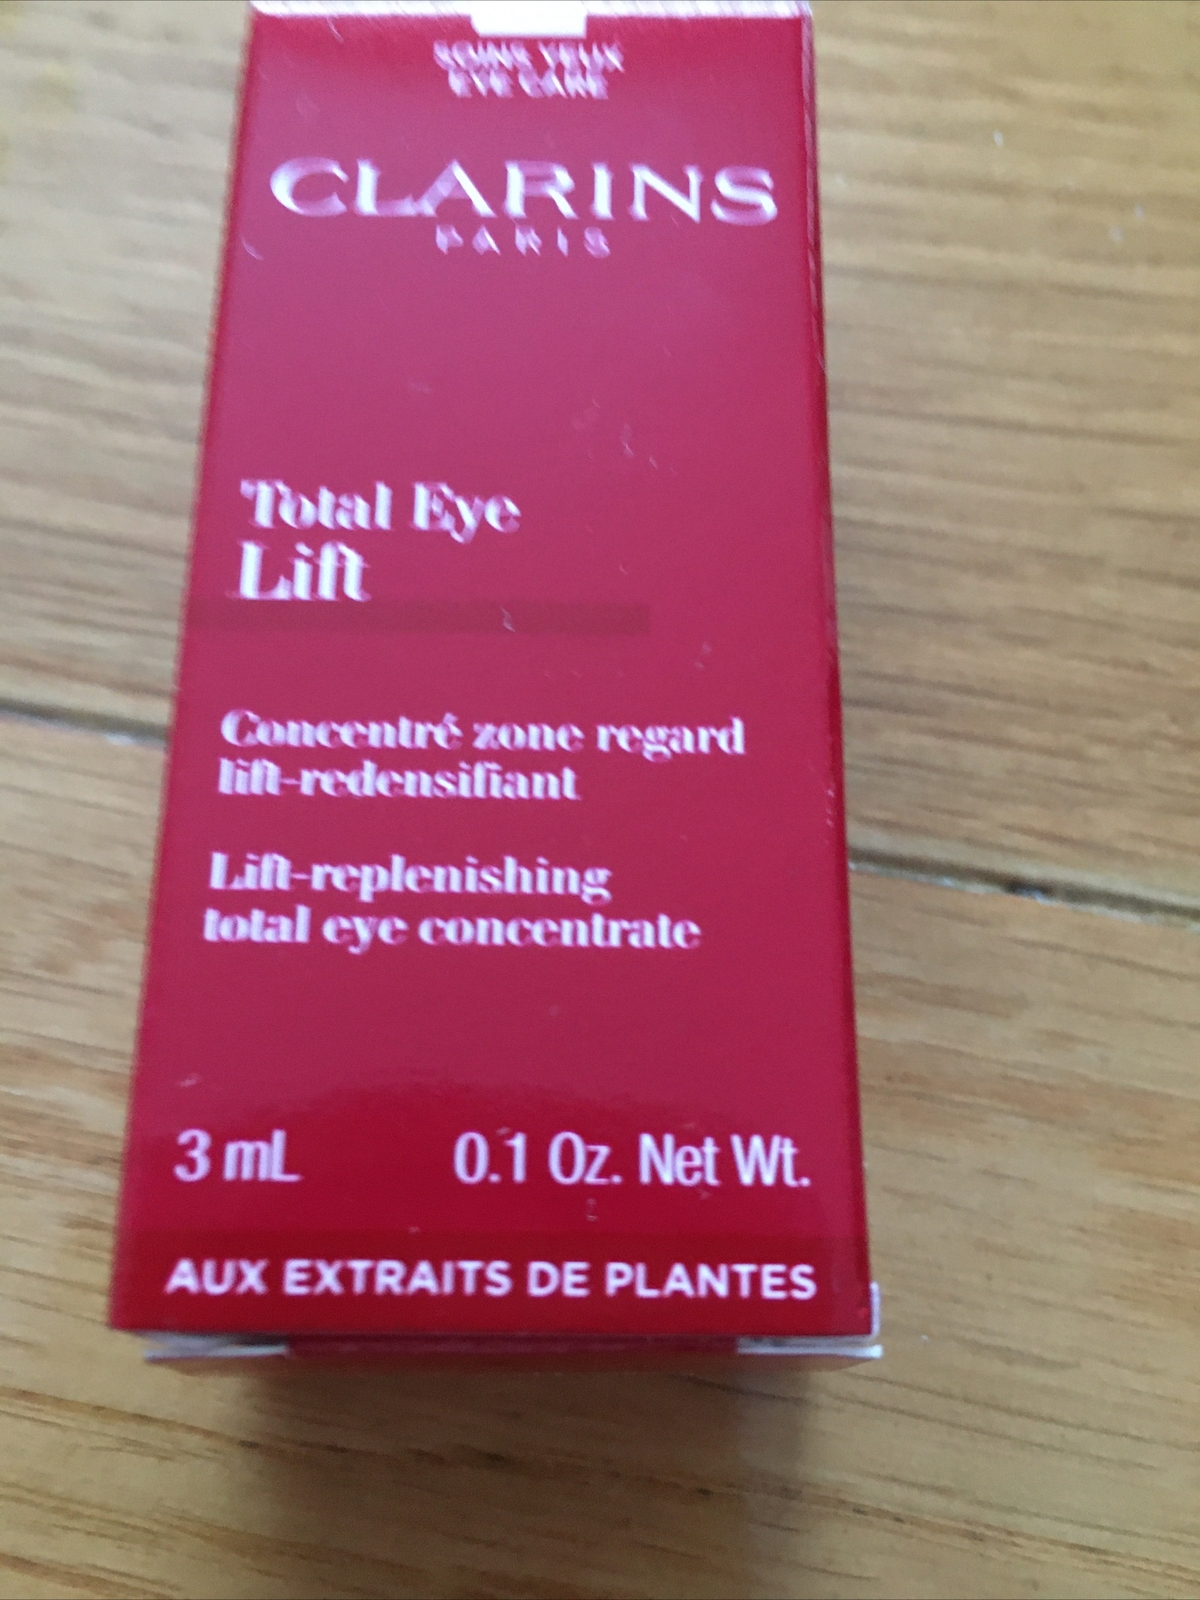 SOINS YEUX
EYE CARE
CLARINS
PARIS
Total Eye
Lift
Concentré zone regard
lift-redensifiant
Lift-replenishing
total eye concentrate
3 mL 0.1 Oz. Net Wt.
AUX EXTRAITS DE PLANTES